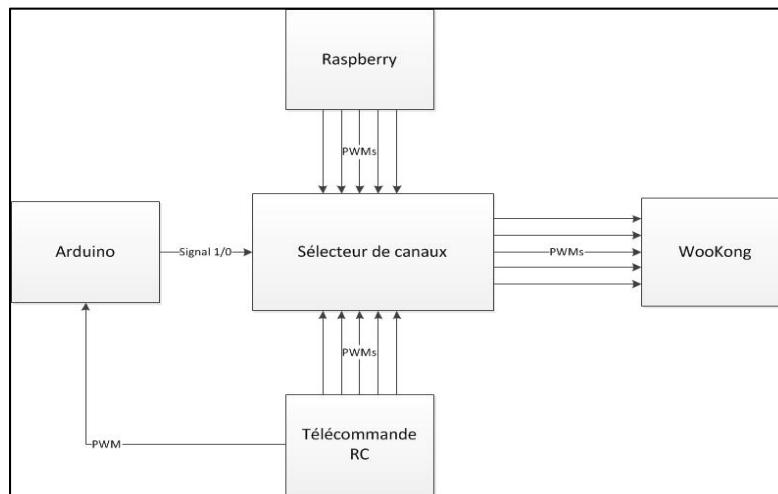 Raspberry
PWMs
Arduino
Signal 1/0
Sélecteur de canaux
PWMs
WooKong
PWMs
Télécommande
RC
PWM